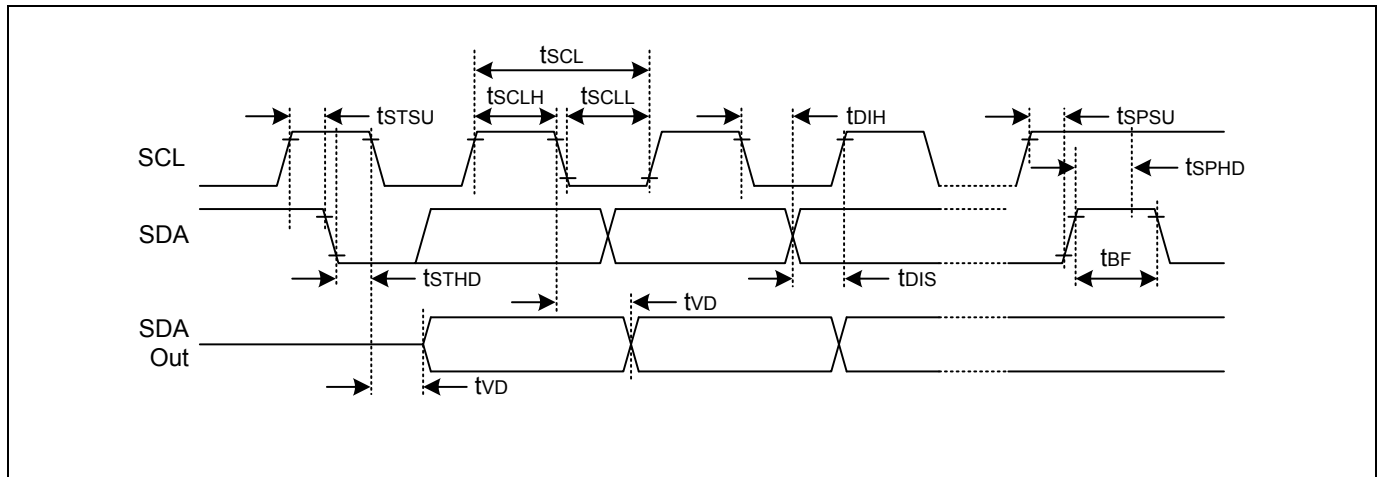 tSCL
tSCLH tSCLL
tSTSU tDIH tSPSU
SCL
tSPHD
SDA
tBF
tSTHD tDIS
tVD
SDA
Out
tVD